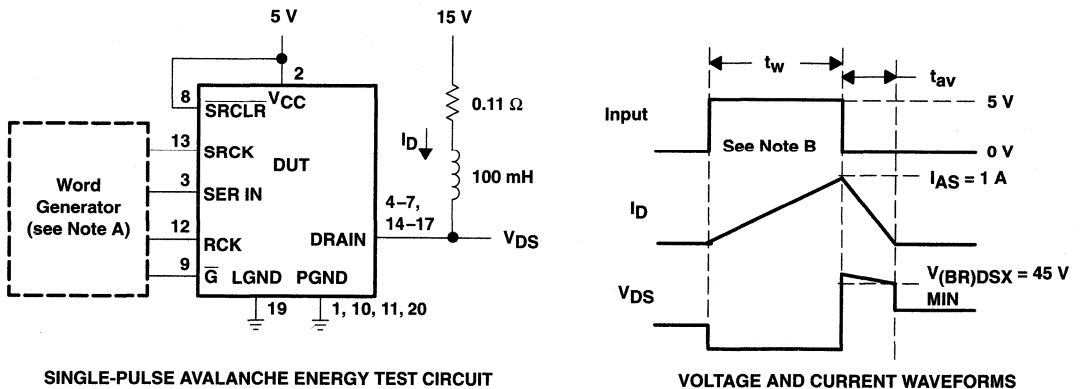 5 V
15 V
2
8
SRCLR
VCC
0.11 Ω
13
SRCK
DUT
ID
Word
Generator
(see Note A)
3
SER IN
100 mH
4–7,
14–17
12
RCK
DRAIN
VDS
9
G
LGND
PGND
19
1, 10, 11, 20
SINGLE-PULSE AVALANCHE ENERGY TEST CIRCUIT
tw
tav
Input
5 V
See Note B
0 V
IAS = 1 A
ID
V(BR)DSX = 45 V
MIN
VDS
VOLTAGE AND CURRENT WAVEFORMS